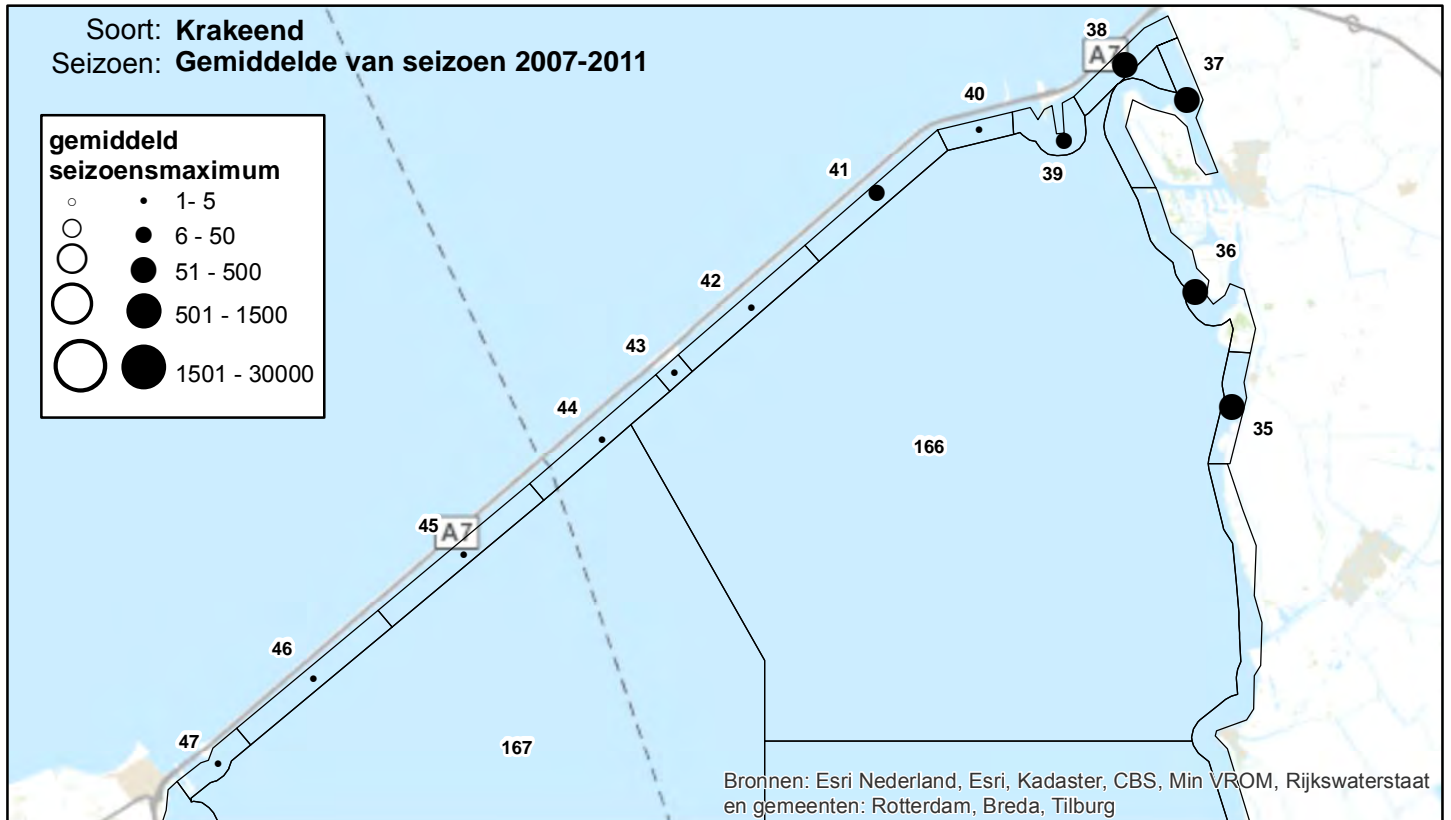 Soort: Krakeend
Seizoen: Gemiddelde van seizoen 2007-2011
gemiddeld
seizoensmaximum
1- 5
6 - 50
51 - 500
501 - 1500
1501 - 30000
38
A7
37
40
39
41
36
42
43
35
44
166
45
A7
46
47
167
Bronnen: Esri Nederland, Esri, Kadaster, CBS, Min VROM, Rijkswaterstaat
en gemeenten: Rotterdam, Breda, Tilburg